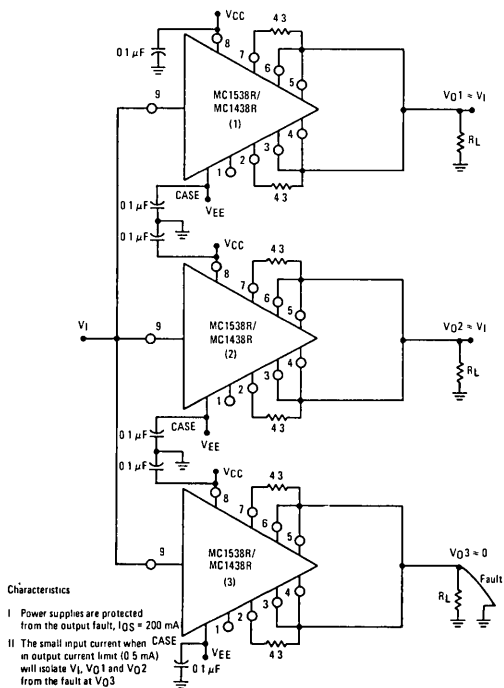 VCC
0.1 µF
8
4 3
7
6
5
9
MC1538R/
MC1438R
(1)
4
3
2
1
4 3
VO1 = VI
RL
CASE
VEE
0.1 µF
0.1 µF
VCC
8
4 3
7
6
5
VI
9
MC1538R/
MC1438R
(2)
4
3
2
1
4 3
VO2 = VI
RL
CASE
VEE
0.1 µF
0.1 µF
VCC
8
4 3
7
6
5
9
MC1538R/
MC1438R
(3)
4
3
2
1
4 3
VO3 ≈ 0
Fault
RL
CASE
VEE
0.1 µF
Characteristics
I Power supplies are protected
from the output fault, IOS = 200 mA
II The small input current when
in output current limit (0 5 mA)
will isolate VI, VO1 and VO2
from the fault at VO3